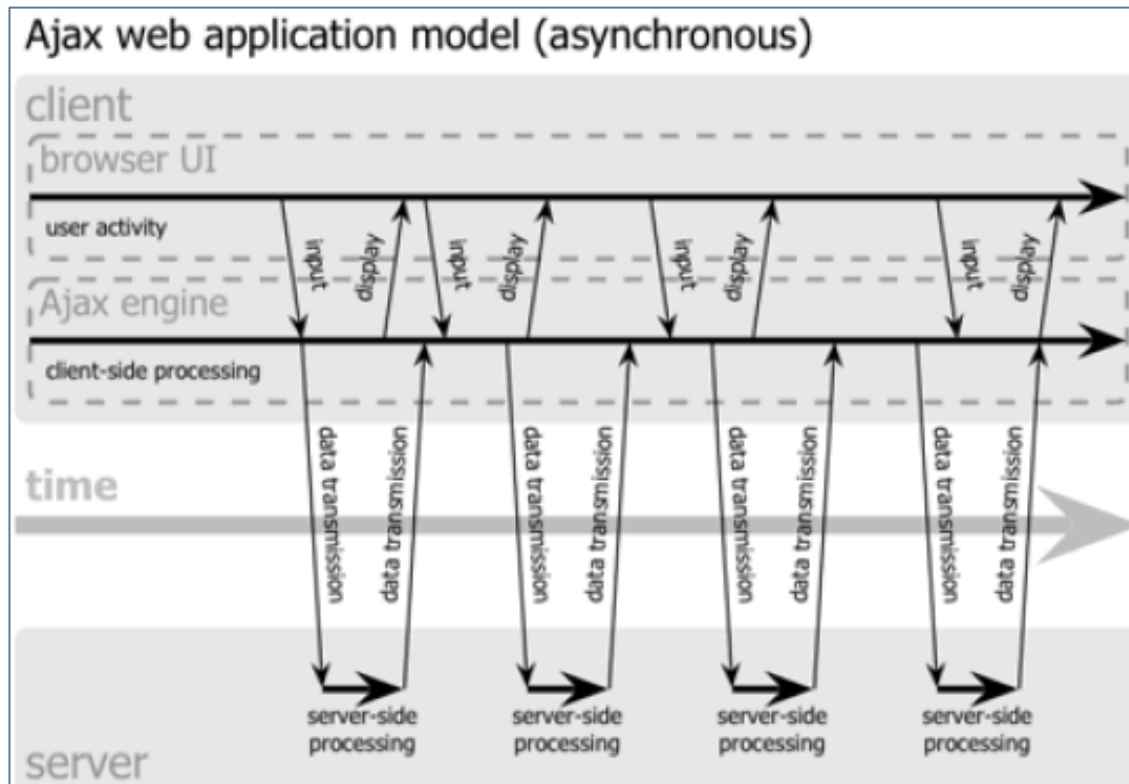 Ajax web application model (asynchronous)
client
browser UI
user activity
input
display
input
display
input
display
input
display
Ajax engine
client-side processing
data transmission
data transmission
data transmission
data transmission
data transmission
data transmission
data transmission
data transmission
time
server-side
processing
server-side
processing
server-side
processing
server-side
processing
server